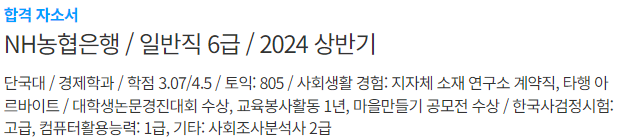 합격 자소서
NH농협은행 / 일반직 6급 / 2024 상반기
단국대 / 경제학과 / 학점 3.07/4.5 / 토익: 805 / 사회생활 경험: 지자체 소재 연구소 계약직, 타행 아
르바이트 / 대학생논문경진대회 수상, 교육봉사활동 1년, 마을만들기 공모전 수상 / 한국사검정시험:
고급, 컴퓨터활용능력: 1급, 기타: 사회조사분석사 2급